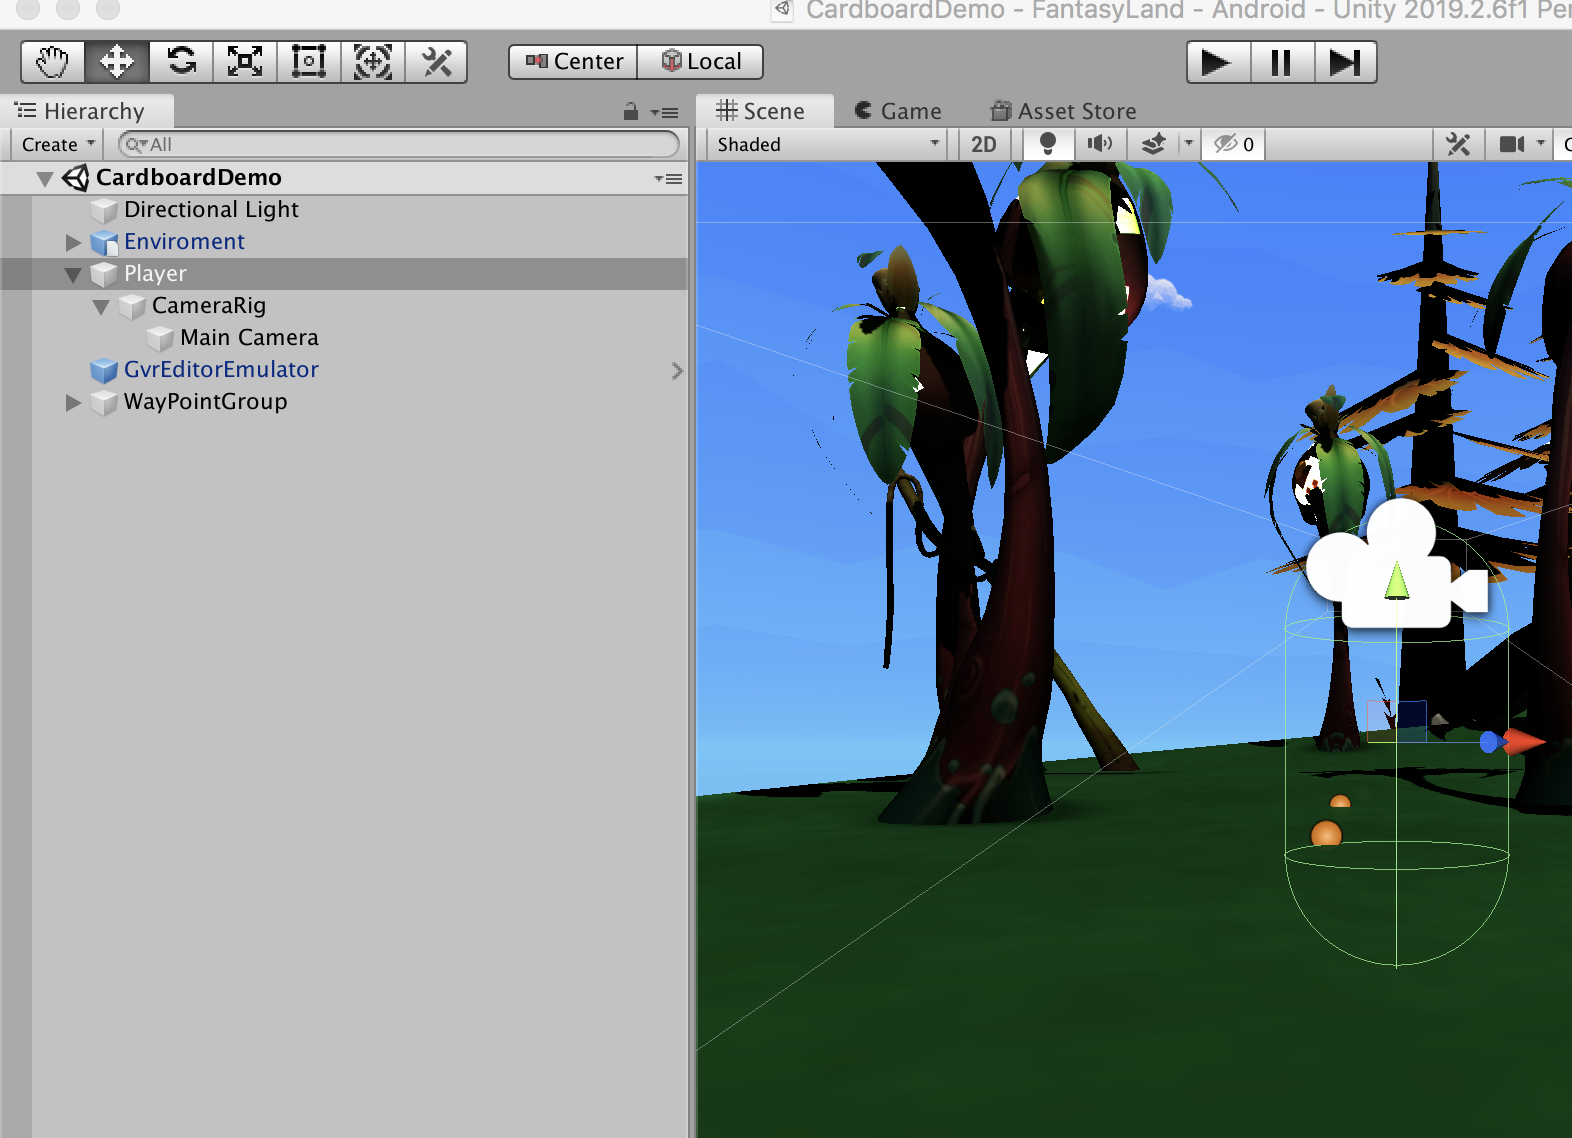 CardboardDemo - FantasyLand - Android - Unity 2019.2.6f1
Center Local
Hierarchy
Scene Game Asset Store
Create All
Shaded 2D 0
CardboardDemo
Directional Light
Enviroment
Player
CameraRig
Main Camera
GvrEditorEmulator
WayPointGroup